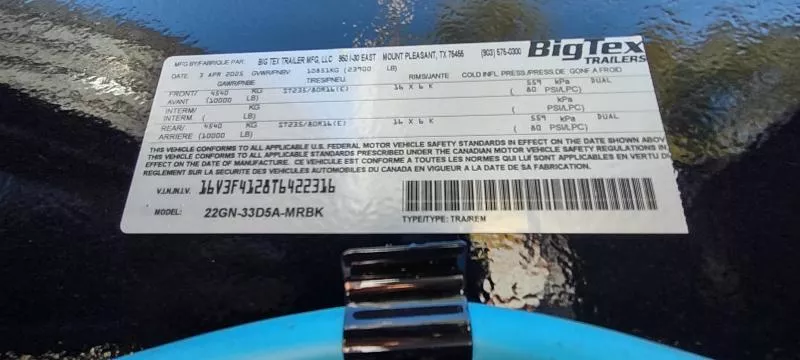 MFG BY/FABRIQUE PAR: BIG TEX TRAILER MFG, LLC 950 I-30 EAST MOUNT PLEASANT, TX 75455 (903) 575-0300 BigTex TRAILERS
DATE: 3 APR 2025 GVWR/PNBV: 10851KG (23900 LB)
GAWR/PNBE TIRES/PNEU RIMS/JANTE COLD INFL. PRESS/PRESS. DE GONF A FROID
FRONT/ 4540 KG ST235/80R16(E) 16 X 6 K 559 kPa DUAL
AVANT (10000 LB) ( 80 PSI/LPC)
INTERM/ KG kPa
INTERM ( LB) ( PSI/LPC)
REAR/ 4540 KG ST235/80R16(E) 16 X 6 K 559 kPa DUAL
ARRIERE (10000 LB) ( 80 PSI/LPC)
THIS VEHICLE CONFORMS TO ALL APPLICABLE U.S. FEDERAL MOTOR VEHICLE SAFETY STANDARDS IN EFFECT ON THE DATE SHOWN ABOV
THIS VEHICLE CONFORMS TO ALL STANDARDS PRESCRIBED UNDER THE CANADIAN MOTOR VEHICLE SAFETY REGULATIONS IN
EFFECT ON THE DATE OF MANUFACTURE. CE VEHICULE EST CONFORME A TOUTES LES NORMES QUI LUI SONT APPLICABLES EN VERTU DU
REGLEMENT SUR LA SECURITE DES VEHICULES AUTOMOBILES DU CANADA EN VIGUEUR A LA DATE DE SA FABRICATION.
V.I.N./N.I.V. 16V3F4128T6422316
MODEL: 22GN-33D5A-MRBK TYPE/TYPE: TRA/REM